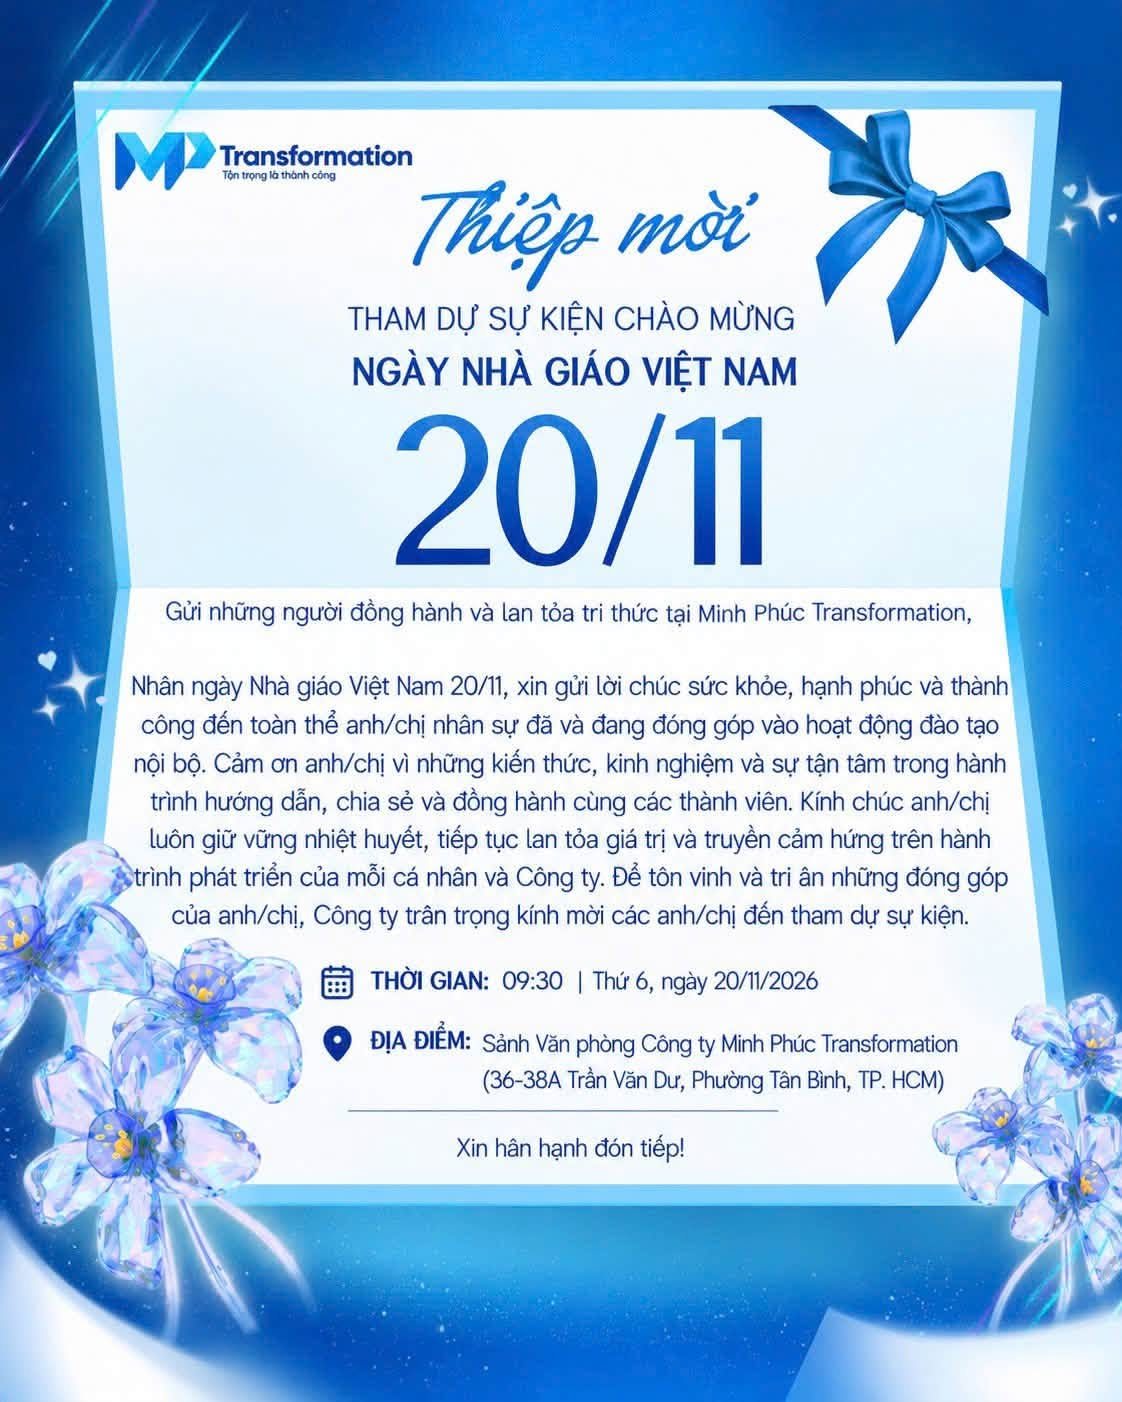 MP Transformation
Tôn trọng là thành công
Thiệp mời
THAM DỰ SỰ KIỆN CHÀO MỪNG
NGÀY NHÀ GIÁO VIỆT NAM
20/11
Gửi những người đồng hành và lan tỏa tri thức tại Minh Phúc Transformation,
Nhân ngày Nhà giáo Việt Nam 20/11, xin gửi lời chúc sức khỏe, hạnh phúc và thành
công đến toàn thể anh/chị nhân sự đã và đang đóng góp vào hoạt động đào tạo
nội bộ. Cảm ơn anh/chị vì những kiến thức, kinh nghiệm và sự tận tâm trong hành
trình hướng dẫn, chia sẻ và đồng hành cùng các thành viên. Kính chúc anh/chị
luôn giữ vững nhiệt huyết, tiếp tục lan tỏa giá trị và truyền cảm hứng trên hành
trình phát triển của mỗi cá nhân và Công ty. Để tôn vinh và tri ân những đóng góp
của anh/chị, Công ty trân trọng kính mời các anh/chị đến tham dự sự kiện.
THỜI GIAN: 09:30 | Thứ 6, ngày 20/11/2026
ĐỊA ĐIỂM: Sảnh Văn phòng Công ty Minh Phúc Transformation
(36-38A Trần Văn Dư, Phường Tân Bình, TP. HCM)
Xin hân hạnh đón tiếp!